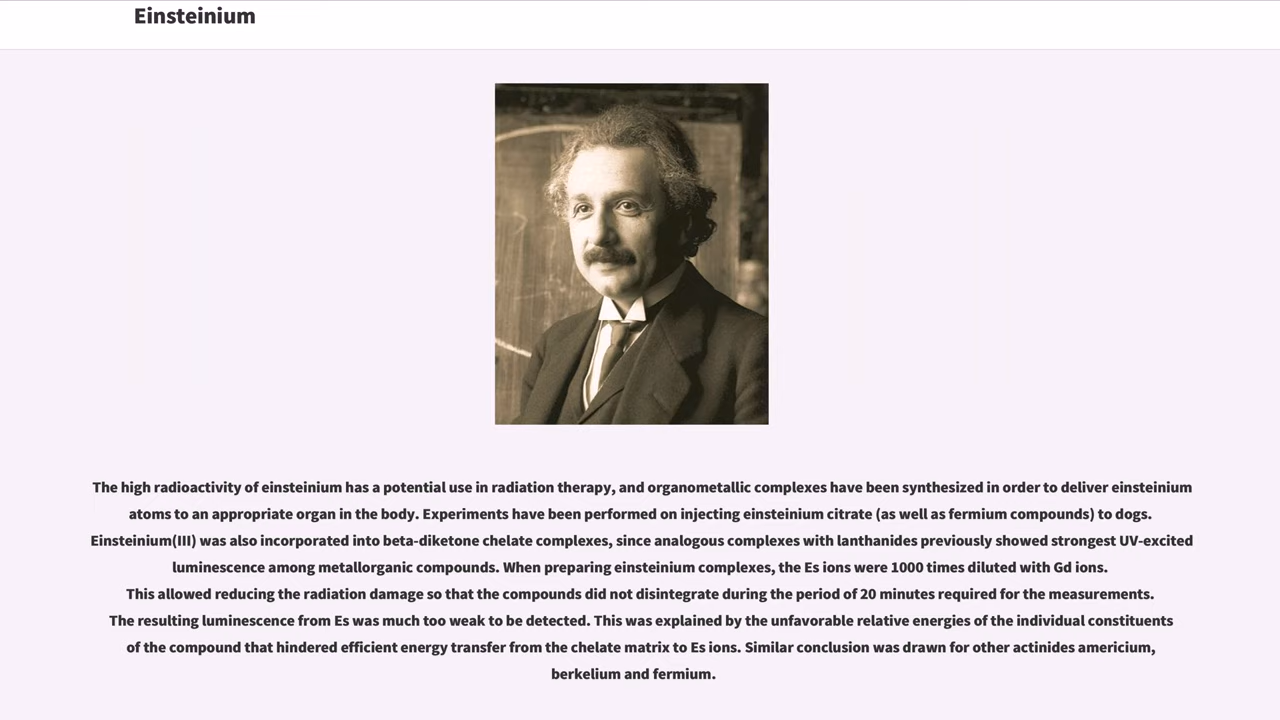 Einsteinium
The high radioactivity of einsteinium has a potential use in radiation therapy, and organometallic complexes have been synthesized in order to deliver einsteinium
atoms to an appropriate organ in the body. Experiments have been performed on injecting einsteinium citrate (as well as fermium compounds) to dogs.
Einsteinium(III) was also incorporated into beta-diketone chelate complexes, since analogous complexes with lanthanides previously showed strongest UV-excited
luminescence among metallorganic compounds. When preparing einsteinium complexes, the Es ions were 1000 times diluted with Gd ions.
This allowed reducing the radiation damage so that the compounds did not disintegrate during the period of 20 minutes required for the measurements.
The resulting luminescence from Es was much too weak to be detected. This was explained by the unfavorable relative energies of the individual constituents
of the compound that hindered efficient energy transfer from the chelate matrix to Es ions. Similar conclusion was drawn for other actinides americium,
berkelium and fermium.